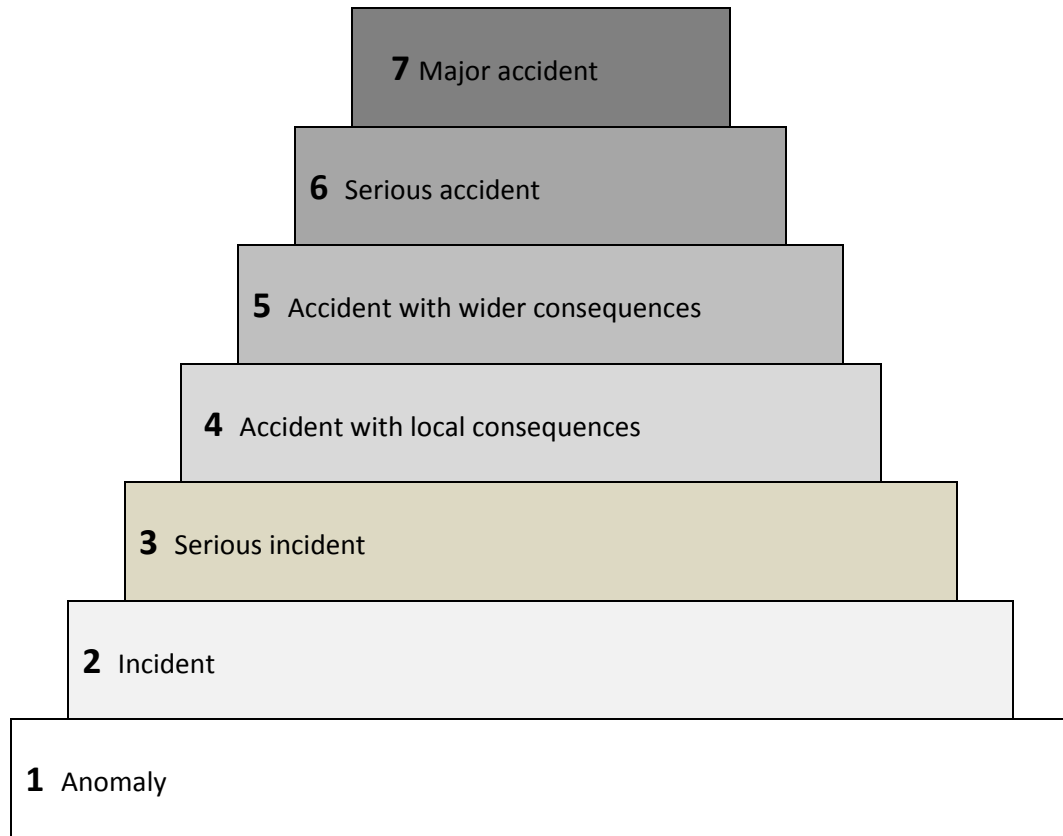 7 Major accident
6 Serious accident
5 Accident with wider consequences
4 Accident with local consequences
3 Serious incident
2 Incident
1 Anomaly